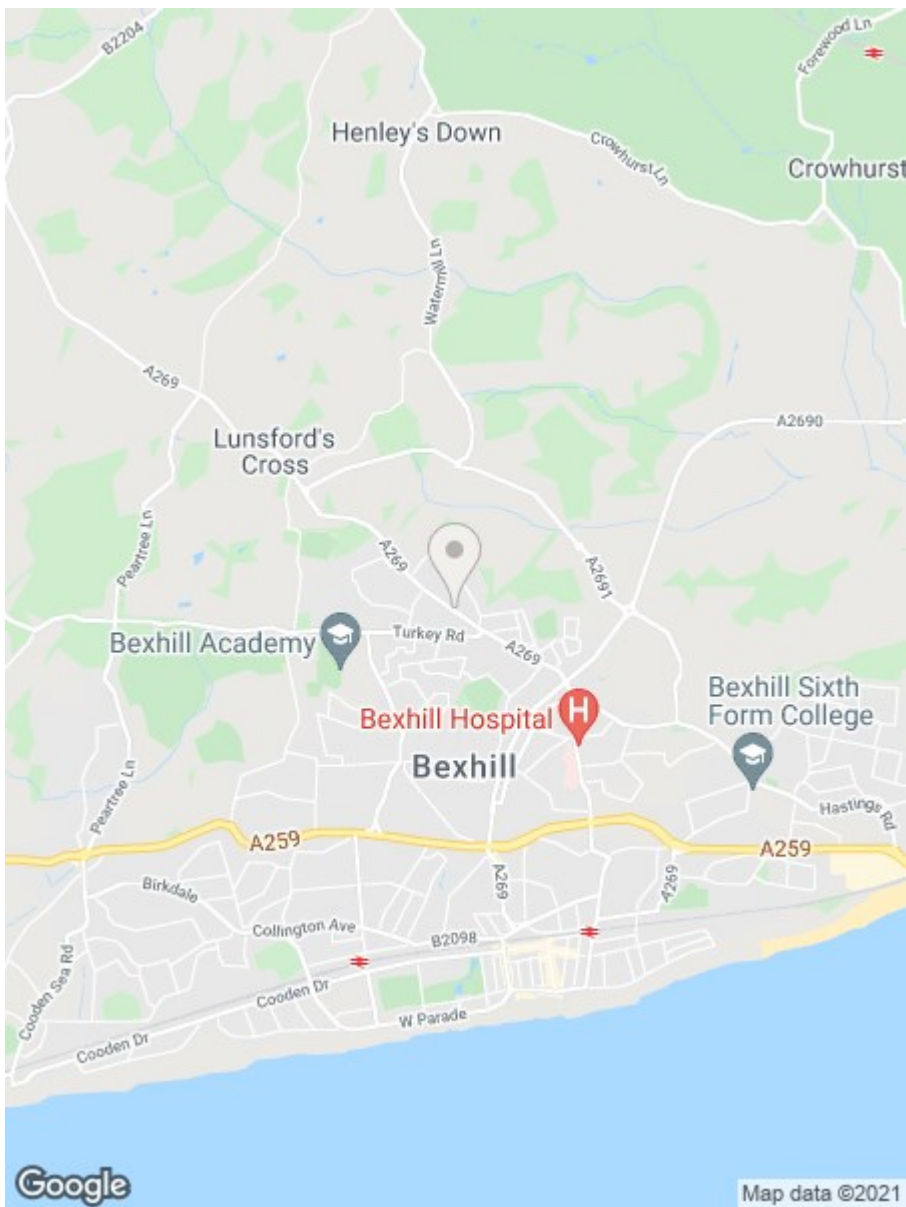 B2204
Forewood Ln
Henley's Down
Crowhurst Ln
Crowhurst
Watermill Ln
A269
A2690
Lunsford's
Cross
Peartree Ln
A269
A2691
Turkey Rd
Bexhill Academy
A269
Bexhill Sixth
Form College
Bexhill Hospital
H
Bexhill
Peartree Ln
Hastings Rd
A259
A259
Birkdale
A269
A269
Collington Ave
B2098
Cooden Sea Rd
Cooden Dr
W Parade
Cooden Dr
Google
Map data ©2021